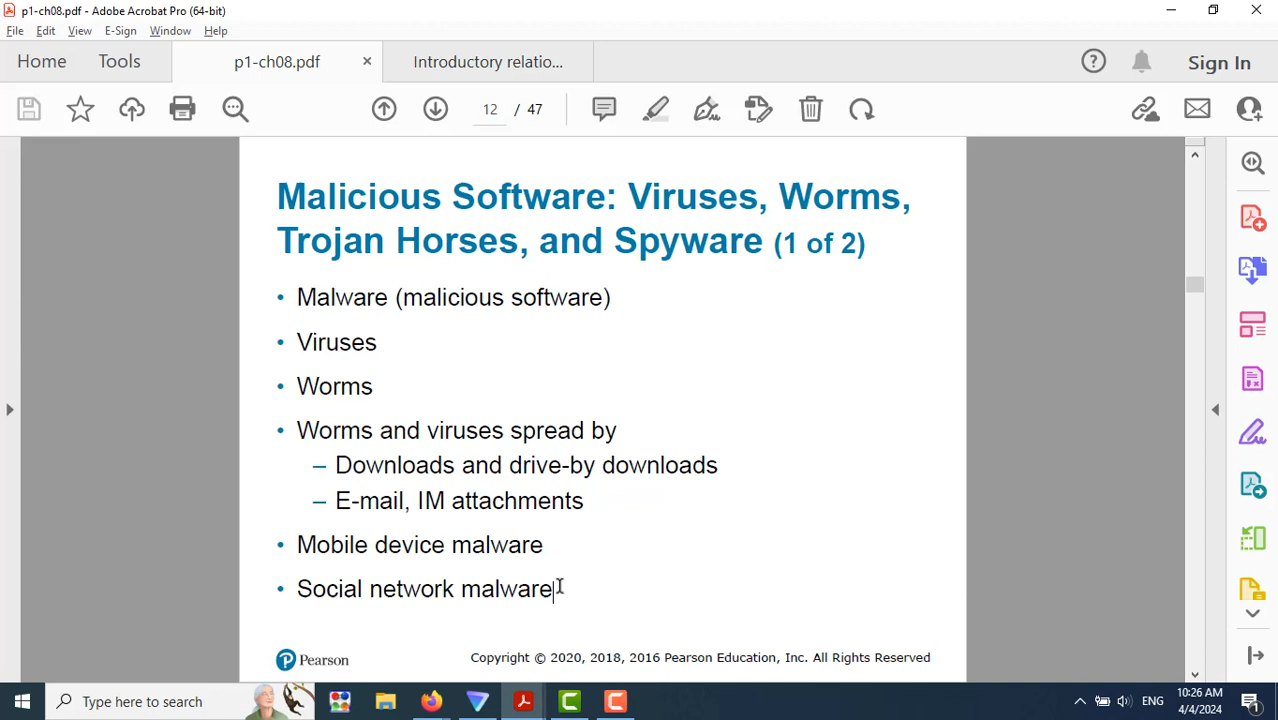 p1-ch08.pdf - Adobe Acrobat Pro (64-bit)
File Edit View E-Sign Window Help
Home Tools p1-ch08.pdf × Introductory relatio... Sign In
12 / 47
Malicious Software: Viruses, Worms,
Trojan Horses, and Spyware (1 of 2)
• Malware (malicious software)
• Viruses
• Worms
• Worms and viruses spread by
– Downloads and drive-by downloads
– E-mail, IM attachments
• Mobile device malware
• Social network malware
Pearson
Copyright © 2020, 2018, 2016 Pearson Education, Inc. All Rights Reserved
Type here to search
ENG
10:26 AM
4/4/2024
1